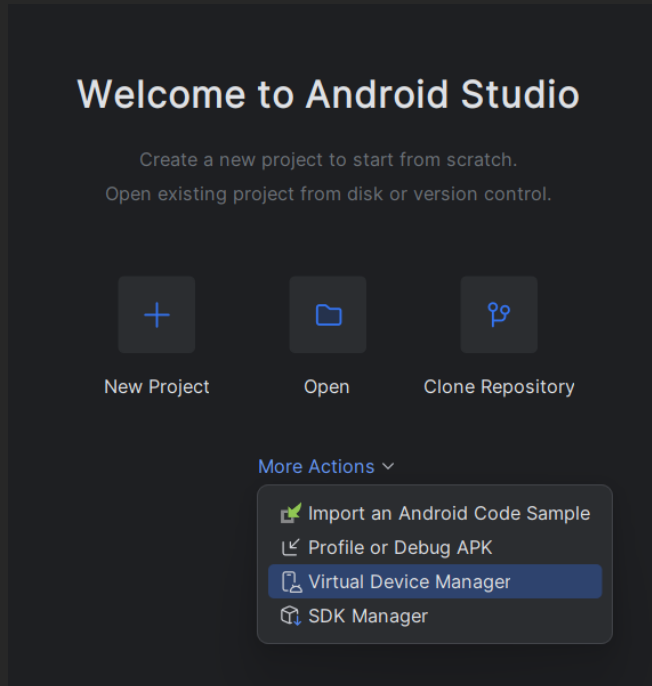 Welcome to Android Studio
Create a new project to start from scratch.
Open existing project from disk or version control.
New Project
Open
Clone Repository
More Actions
Import an Android Code Sample
Profile or Debug APK
Virtual Device Manager
SDK Manager